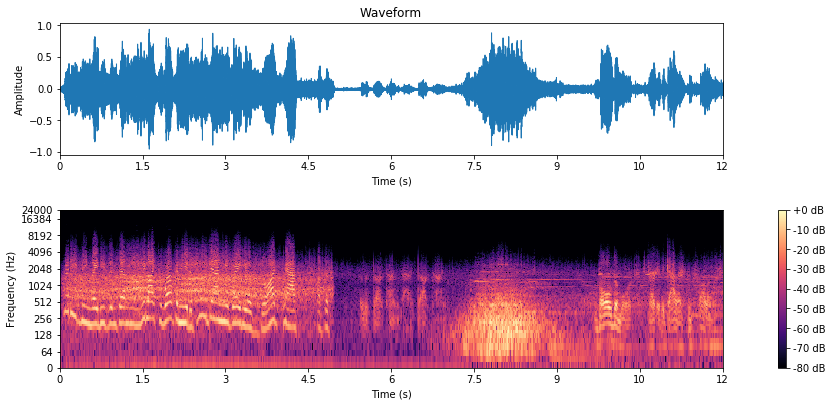 Waveform
1.0
0.5
0.0
−0.5
−1.0
Amplitude
0 1.5 3 4.5 6 7.5 9 10 12
Time (s)
24000
16384
8192
4096
2048
1024
512
256
128
64
0
Frequency (Hz)
0 1.5 3 4.5 6 7.5 9 10 12
Time (s)
+0 dB
-10 dB
-20 dB
-30 dB
-40 dB
-50 dB
-60 dB
-70 dB
-80 dB